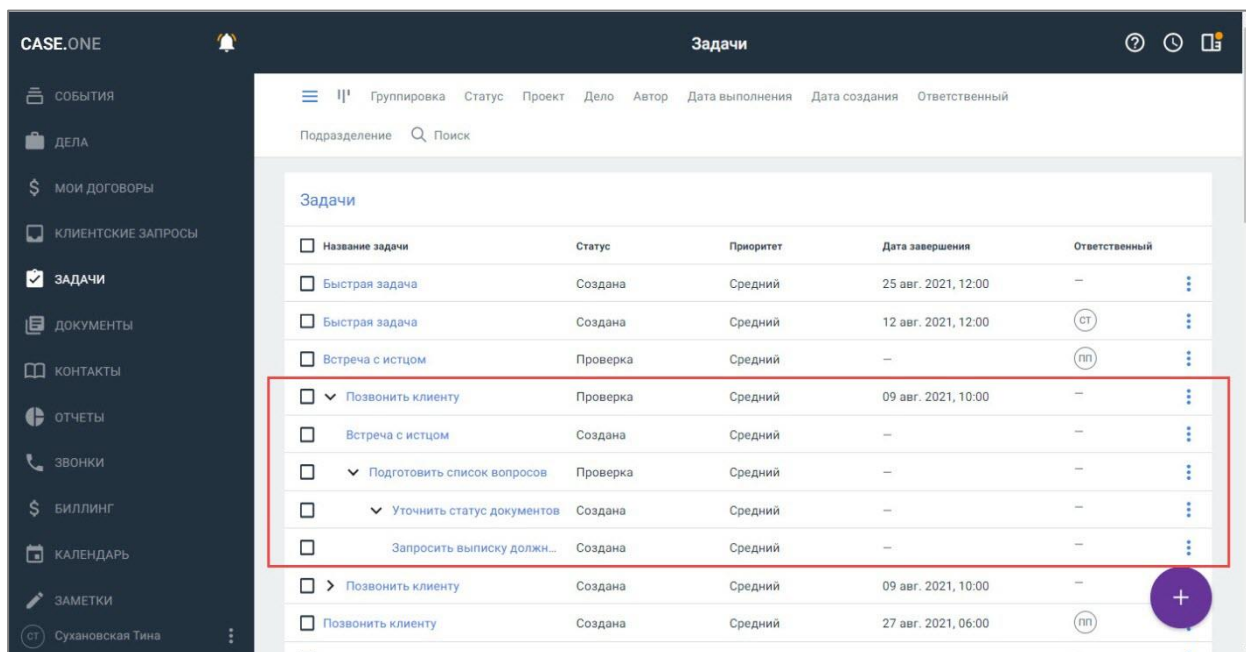 CASE.ONE
Задачи
СОБЫТИЯ
ДЕЛА
МОИ ДОГОВОРЫ
КЛИЕНТСКИЕ ЗАПРОСЫ
ЗАДАЧИ
ДОКУМЕНТЫ
КОНТАКТЫ
ОТЧЕТЫ
ЗВОНКИ
БИЛЛИНГ
КАЛЕНДАРЬ
ЗАМЕТКИ
СТ Сухановская Тина
Группировка Статус Проект Дело Автор Дата выполнения Дата создания Ответственный
Подразделение Поиск
Задачи
Название задачи Статус Приоритет Дата завершения Ответственный
Быстрая задача Создана Средний 25 авг. 2021, 12:00 —
Быстрая задача Создана Средний 12 авг. 2021, 12:00 СТ
Встреча с истцом Проверка Средний — ПП
Позвонить клиенту Проверка Средний 09 авг. 2021, 10:00 —
Встреча с истцом Создана Средний — —
Подготовить список вопросов Проверка Средний — —
Уточнить статус документов Создана Средний — —
Запросить выписку должн... Создана Средний — —
Позвонить клиенту Создана Средний 09 авг. 2021, 10:00 —
Позвонить клиенту Создана Средний 27 авг. 2021, 06:00 ПП